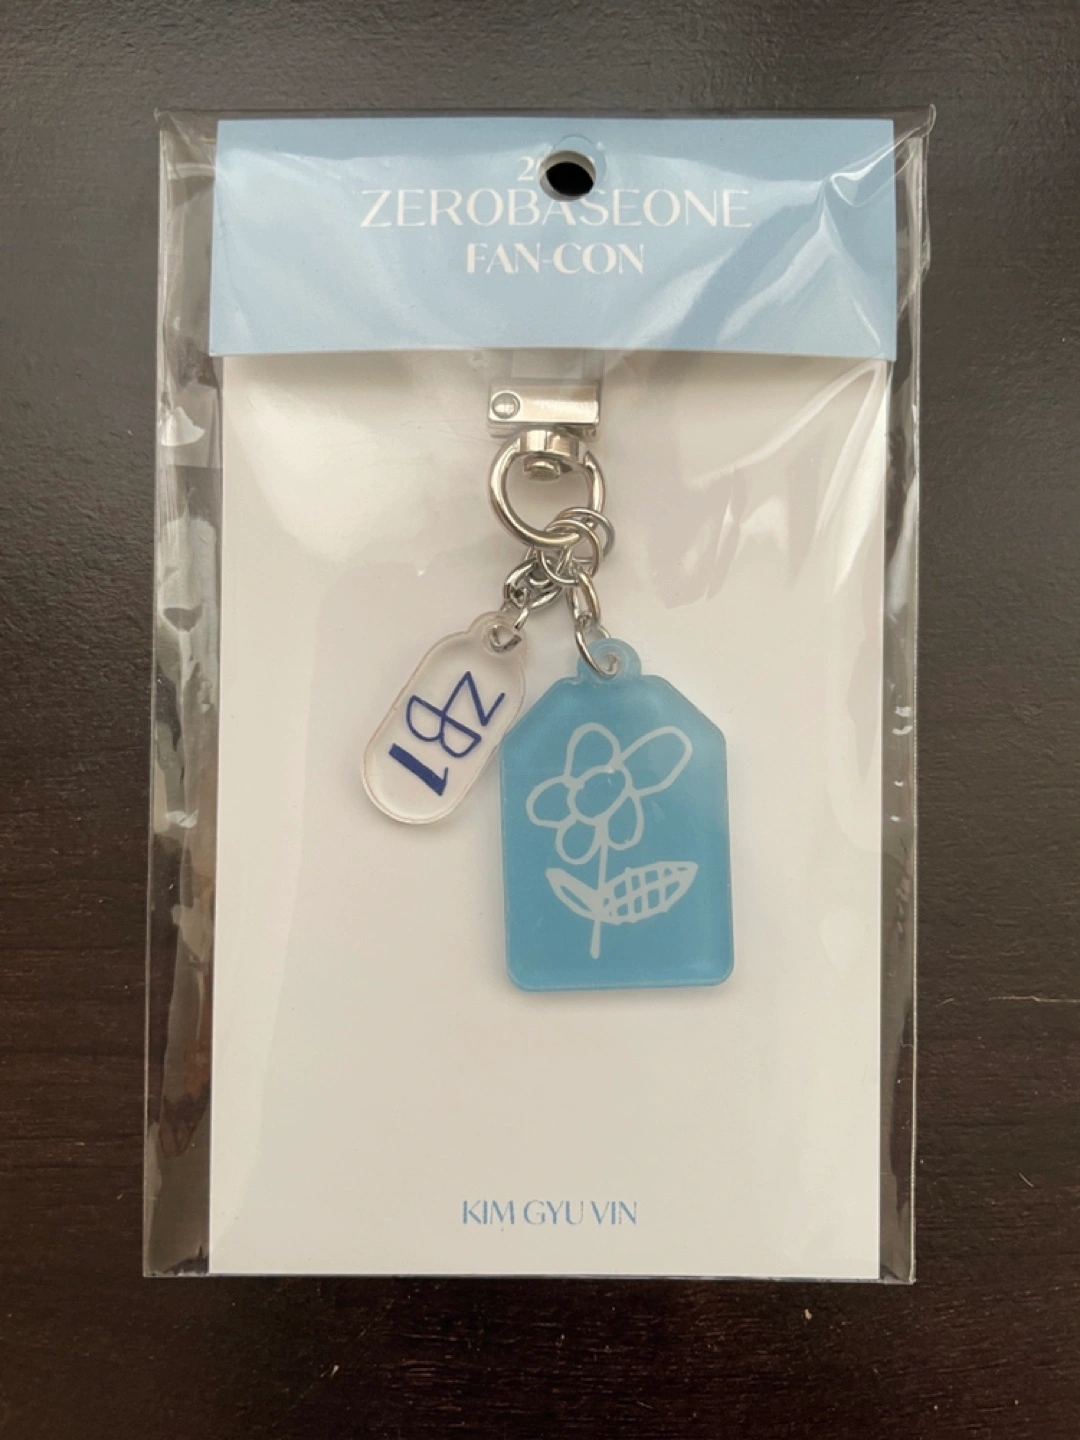 ZEROBASEONE
FAN-CON
ZB1
KIM GYU VIN